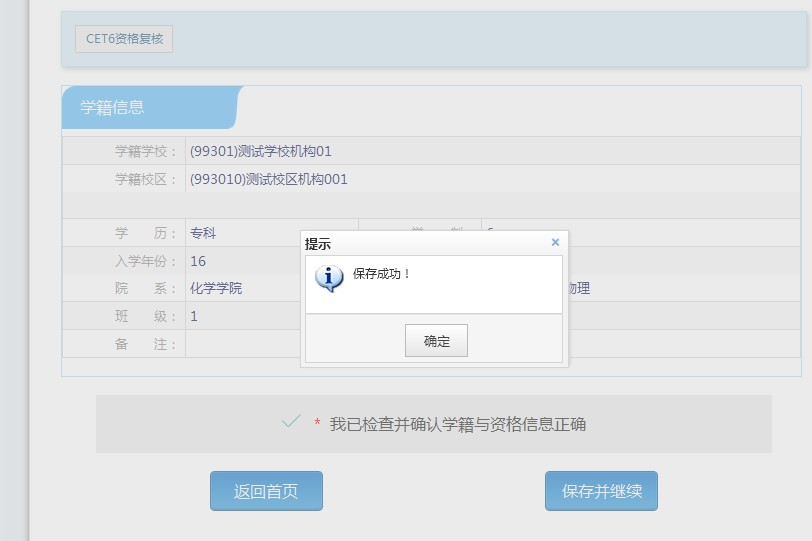 CET6资格复核
学籍信息
学籍学校： (99301)测试学校机构01
学籍校区： (993010)测试校区机构001
学 历： 专科
提示 ×
入学年份： 16
保存成功！
院 系： 化学学院 物理
班 级： 1
确定
备 注：
* 我已检查并确认学籍与资格信息正确
返回首页 保存并继续